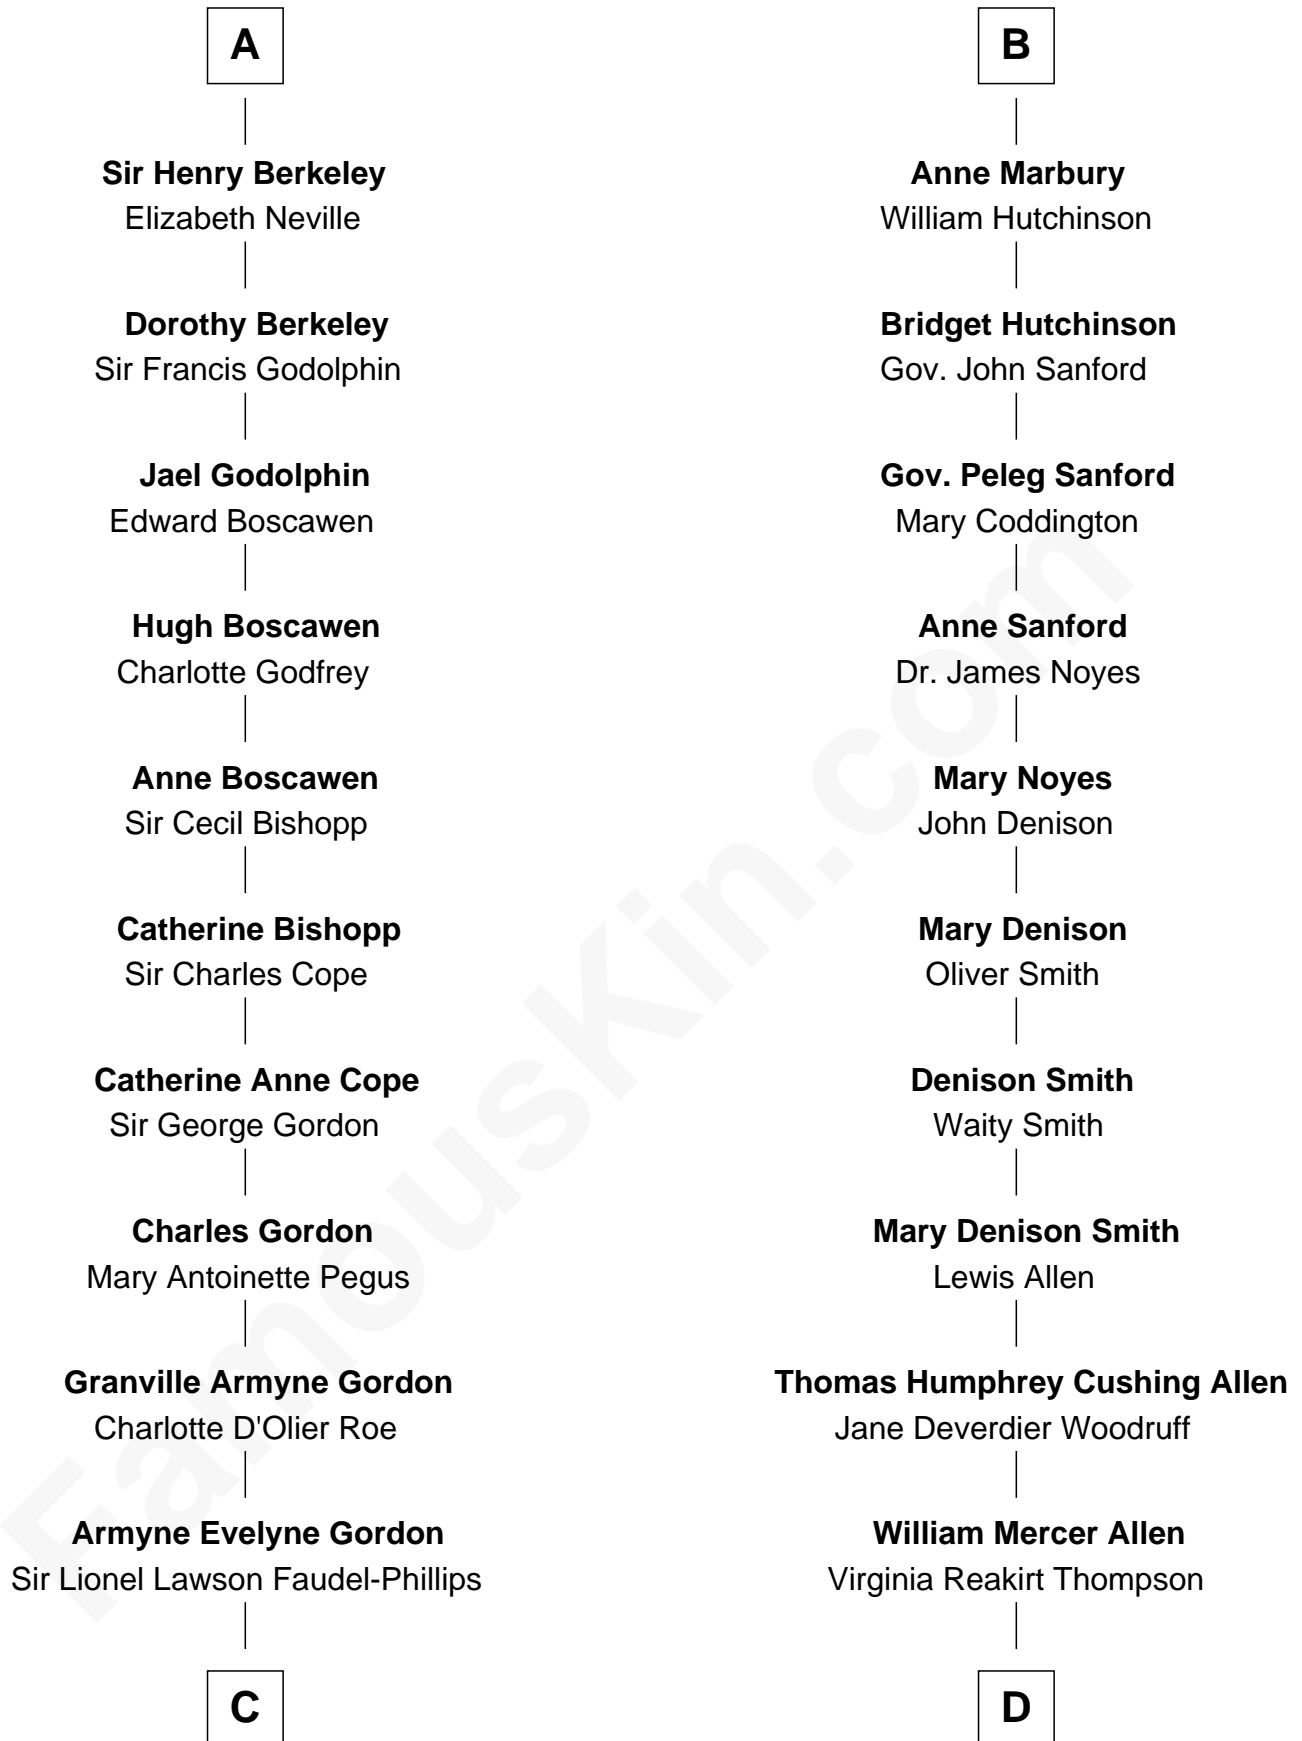 A
Sir Henry Berkeley
Elizabeth Neville
Dorothy Berkeley
Sir Francis Godolphin
Jael Godolphin
Edward Boscawen
Hugh Boscawen
Charlotte Godfrey
Anne Boscawen
Sir Cecil Bishopp
Catherine Bishopp
Sir Charles Cope
Catherine Anne Cope
Sir George Gordon
Charles Gordon
Mary Antoinette Pegus
Granville Armyne Gordon
Charlotte D'Olier Roe
Armyne Evelyne Gordon
Sir Lionel Lawson Faudel-Phillips
C
B
Anne Marbury
William Hutchinson
Bridget Hutchinson
Gov. John Sanford
Gov. Peleg Sanford
Mary Coddington
Anne Sanford
Dr. James Noyes
Mary Noyes
John Denison
Mary Denison
Oliver Smith
Denison Smith
Waity Smith
Mary Denison Smith
Lewis Allen
Thomas Humphrey Cushing Allen
Jane Deverdier Woodruff
William Mercer Allen
Virginia Reakirt Thompson
D
FamousKin.com